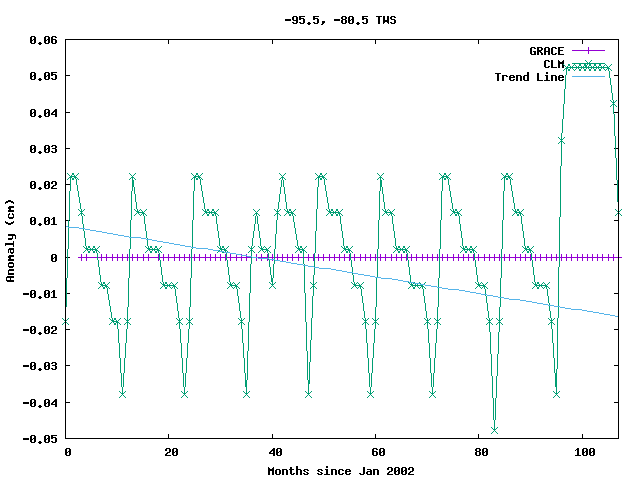 -95.5, -80.5 TWS
0.06
0.05
0.04
0.03
0.02
0.01
0
-0.01
-0.02
-0.03
-0.04
-0.05
Anomaly (cm)
GRACE
CLM
Trend Line
0 20 40 60 80 100
Months since Jan 2002